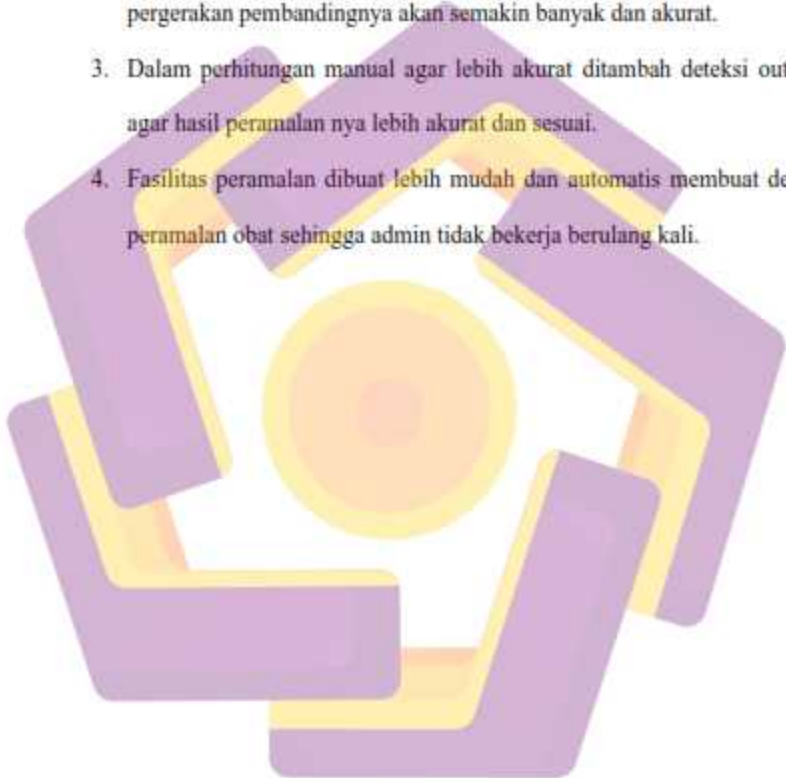 pergerakan pembandingnya akan semakin banyak dan akurat.
3. Dalam perhitungan manual agar lebih akurat ditambah deteksi
agar hasil peramalan nya lebih akurat dan sesuai.
4. Fasilitas peramalan dibuat lebih mudah dan automatis membuat
peramalan obat sehingga admin tidak bekerja berulang kali.